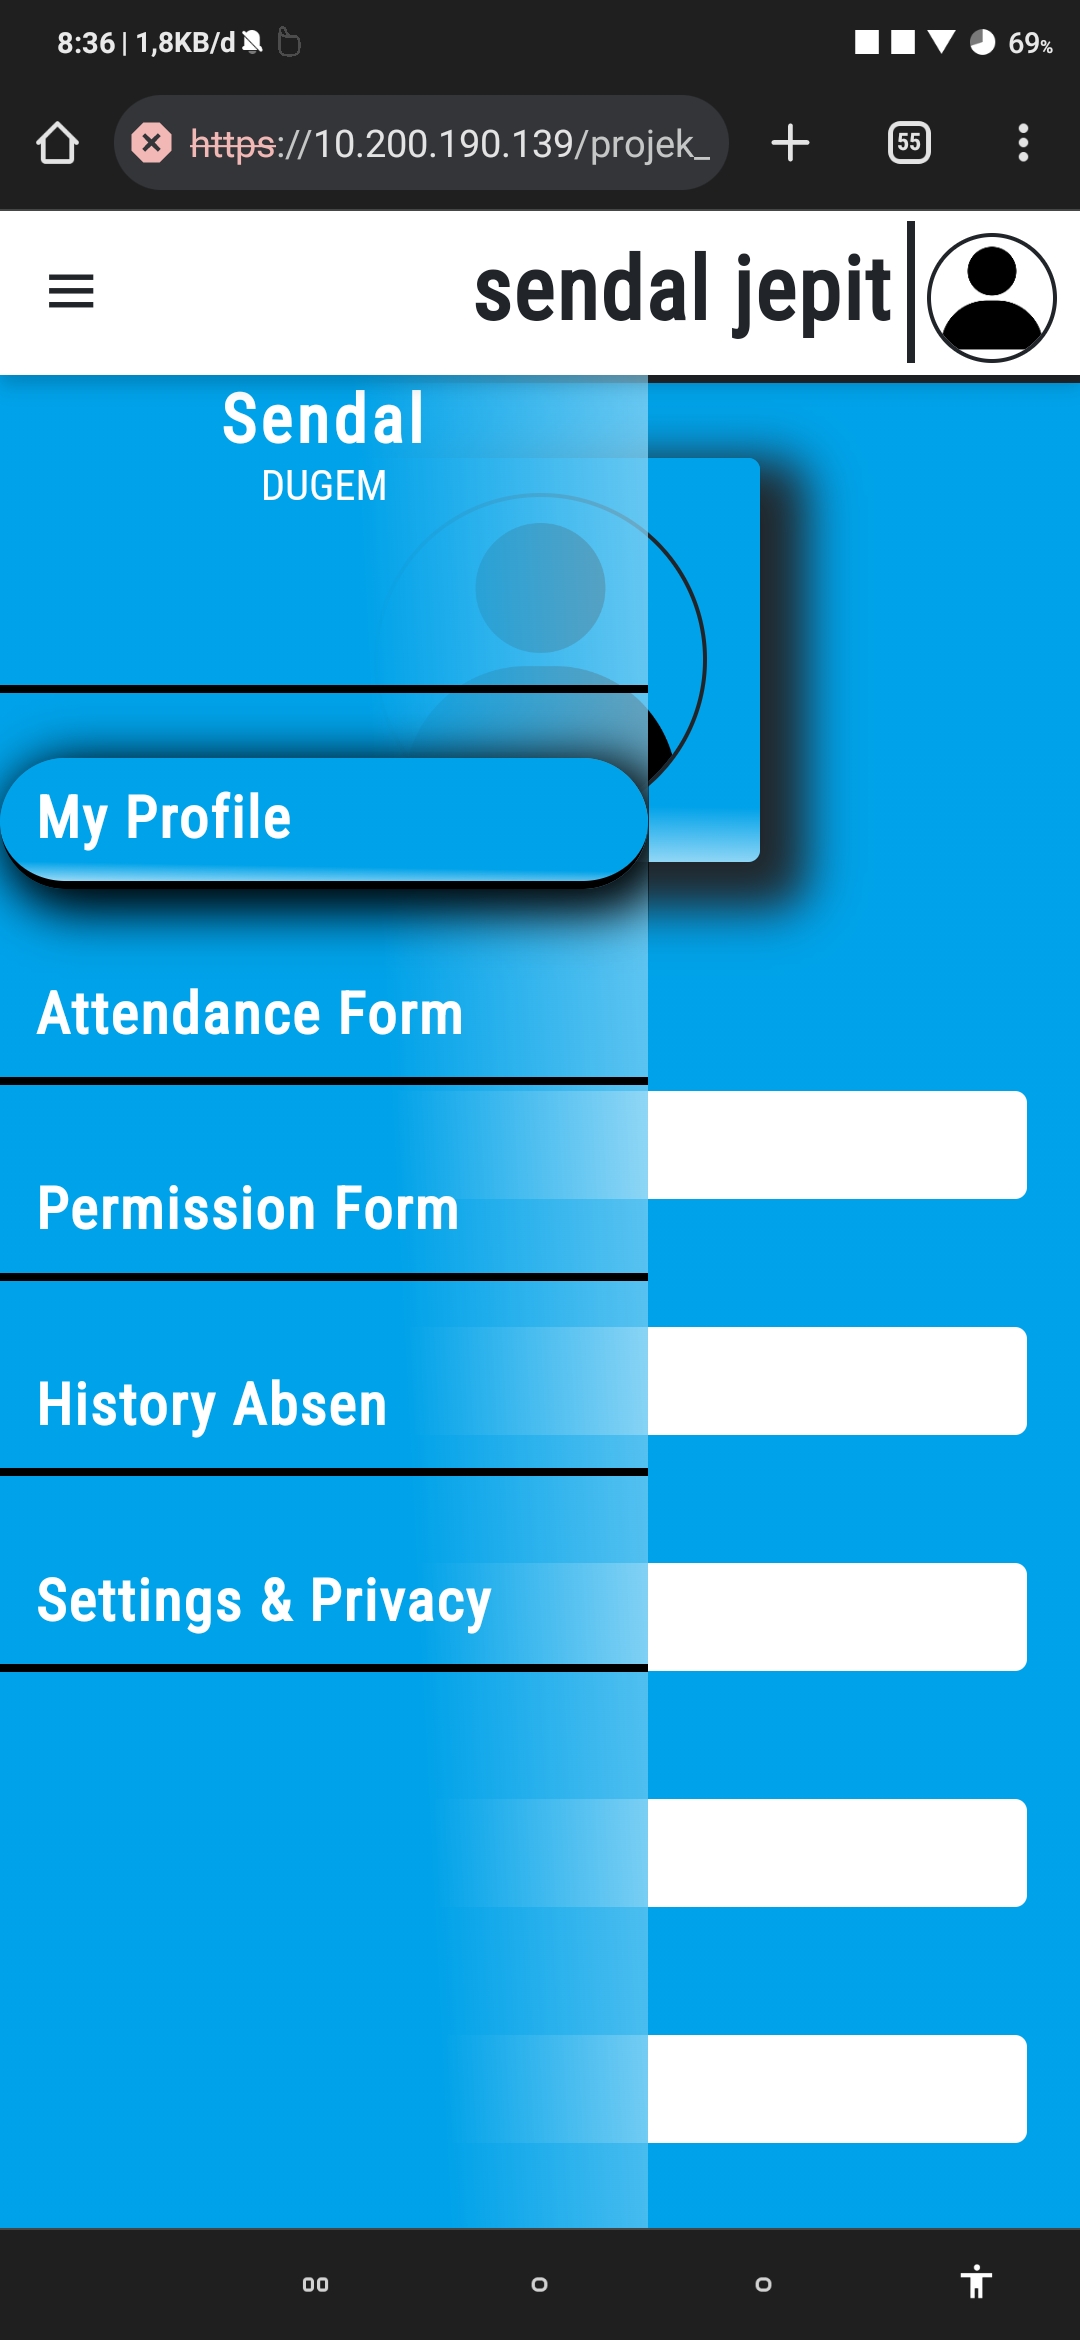 8:36 | 1,8KB/d
69%
https://10.200.190.139/projek_
55
sendal jepit
Sendal
DUGEM
My Profile
Attendance Form
Permission Form
History Absen
Settings & Privacy